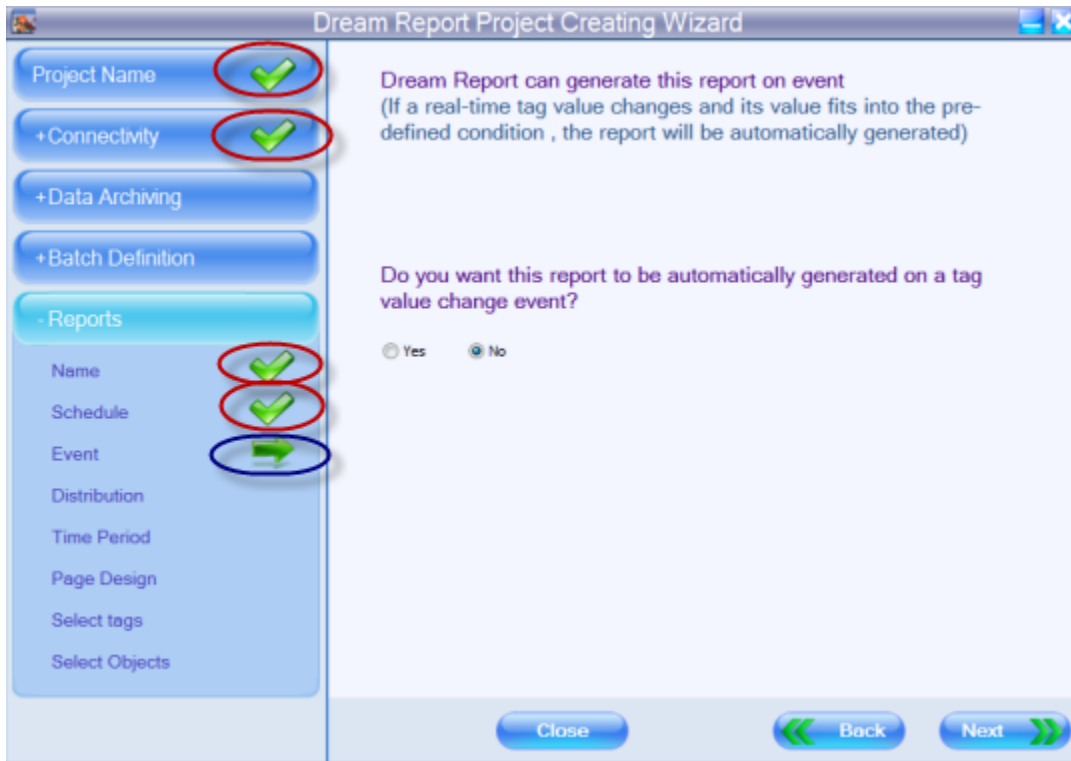 Dream Report Project Creating Wizard
Project Name
+Connectivity
+Data Archiving
+Batch Definition
- Reports
Name
Schedule
Event
Distribution
Time Period
Page Design
Select tags
Select Objects
Dream Report can generate this report on event
(If a real-time tag value changes and its value fits into the pre-
defined condition , the report will be automatically generated)
Do you want this report to be automatically generated on a tag
value change event?
Yes No
Close Back Next